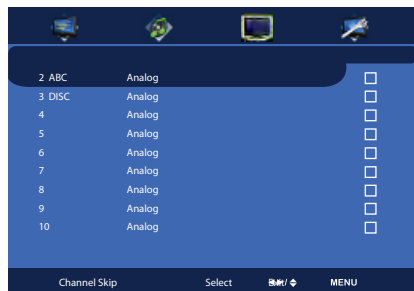 2 ABC Analog
3 DISC Analog
4 Analog
5 Analog
6 Analog
7 Analog
8 Analog
9 Analog
10 Analog
Channel Skip Select MENU